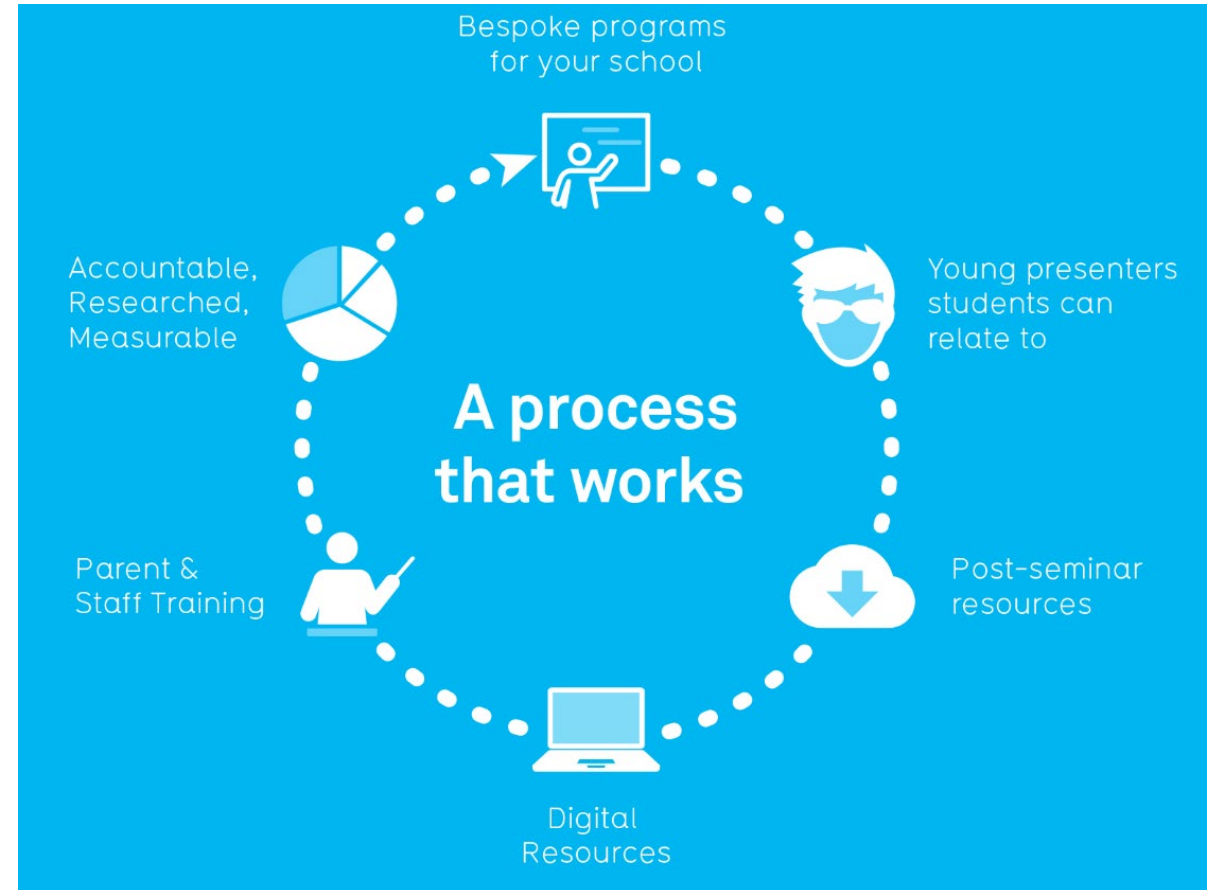 Bespoke programs
for your school
Young presenters
students can
relate to
Post-seminar
resources
Digital
Resources
Parent &
Staff Training
Accountable,
Researched,
Measurable
A process
that works